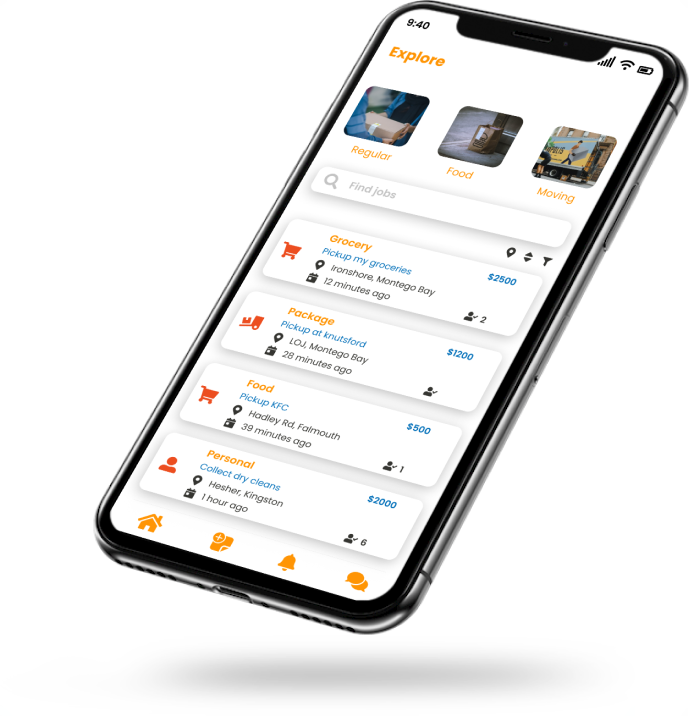 9:40
Explore
Regular
Food
Moving
Find jobs
Grocery
Pickup my groceries
$2500
Ironshore, Montego Bay
12 minutes ago
2
Package
Pickup at knutsford
$1200
LOJ, Montego Bay
28 minutes ago
Food
Pickup KFC
$500
Hadley Rd, Falmouth
39 minutes ago
1
Personal
Collect dry cleans
$2000
Hesher, Kingston
1 hour ago
6